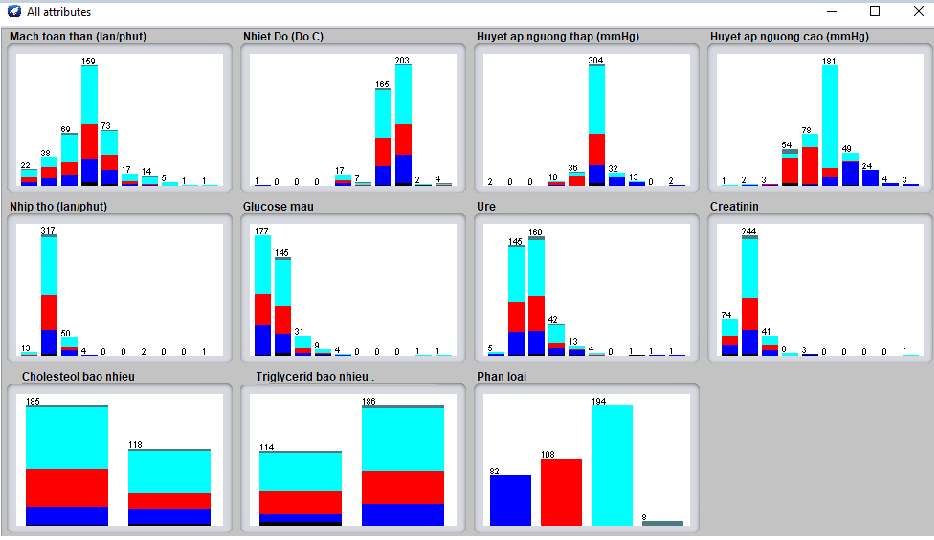 All attributes
Mach toan than (lan/phut)
22 38 69 159 73 17 14 5 1 1
Nhiet Do (Do C)
1 0 0 0 17 7 165 203 2 4
Huyet ap nguong thap (mmHg)
2 0 0 10 36 304 32 13 0 2
Huyet ap nguong cao (mmHg)
1 2 3 54 78 181 49 24 4 3
Nhip tho (lan/phut)
13 317 50 4 0 0 2 0 0 1
Glucose mau
177 145 31 9 4 0 0 0 1 1
Ure
5 145 160 42 13 4 0 1 1 1
Creatinin
74 244 41 0 3 0 0 0 0 1
Cholesteol bao nhieu
185 118
Triglycerid bao nhieu .
114 186
Phan loai
82 108 194 8